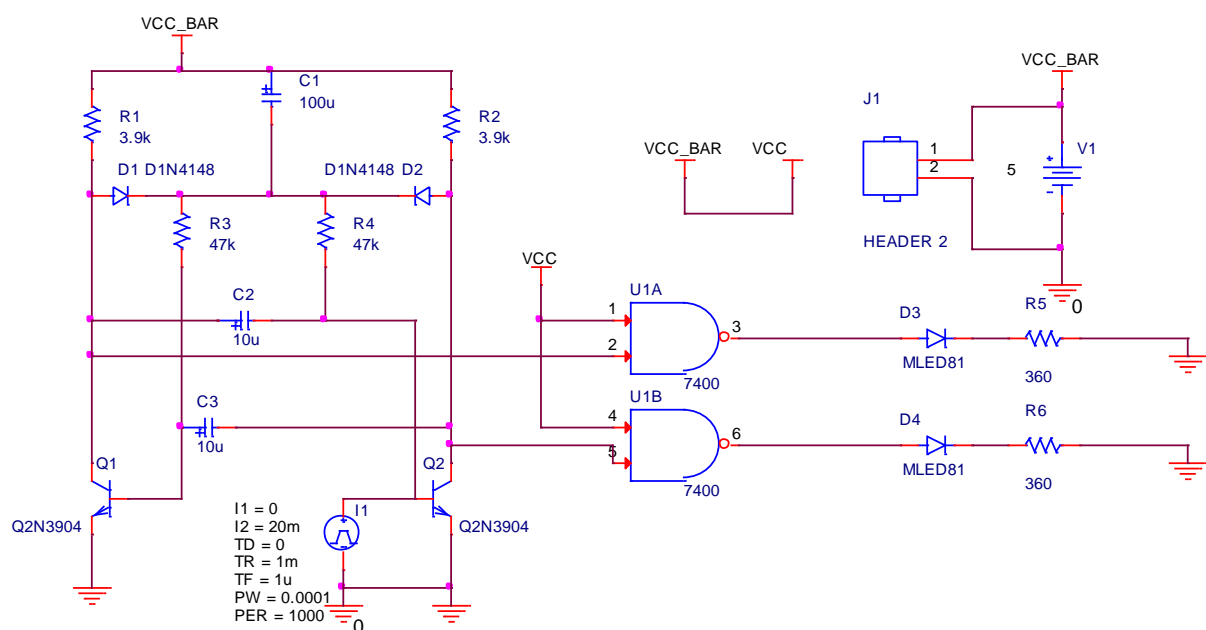 VCC_BAR
C1
100u
R1
3.9k
R2
3.9k
D1 D1N4148
D1N4148 D2
R3
47k
R4
47k
C2
10u
C3
10u
Q1
Q2N3904
Q2
Q2N3904
I1 = 0
I2 = 20m
TD = 0
TR = 1m
TF = 1u
PW = 0.0001
PER = 1000
I1
0
VCC_BAR
VCC
VCC
J1
1
2
HEADER 2
VCC_BAR
V1
5
0
U1A
1
2
3
7400
U1B
4
5
6
7400
D3
MLED81
R5
360
D4
MLED81
R6
360